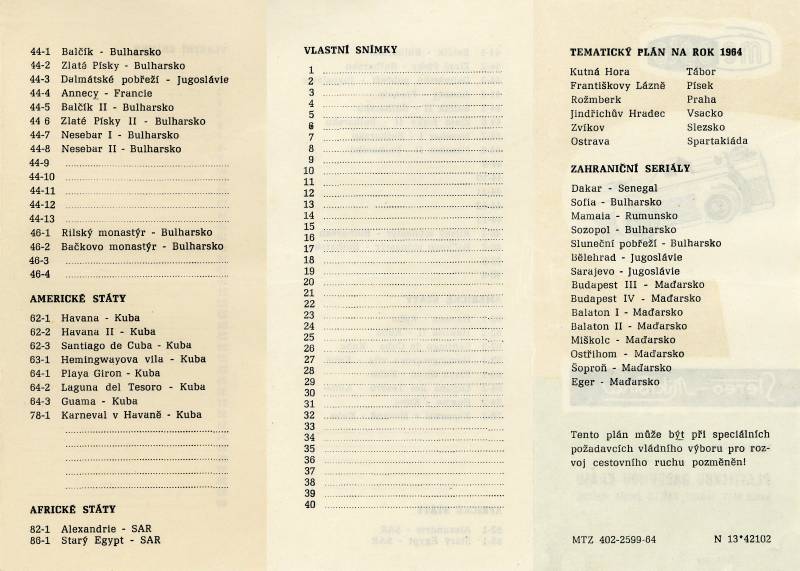 44-1 Balčík - Bulharsko
44-2 Zlaté Písky - Bulharsko
44-3 Dalmátské pobřeží - Jugoslávie
44-4 Annecy - Francie
44-5 Balčík II - Bulharsko
44 6 Zlaté Písky II - Bulharsko
44-7 Nesebar I - Bulharsko
44-8 Nesebar II - Bulharsko
44-9
44-10
44-11
44-12
44-13
46-1 Rilský monastýr - Bulharsko
46-2 Bačkovo monastýr - Bulharsko
46-3
46-4
AMERICKÉ STÁTY
62-1 Havana - Kuba
62-2 Havana II - Kuba
62-3 Santiago de Cuba - Kuba
63-1 Hemingwayova vila - Kuba
64-1 Playa Giron - Kuba
64-2 Laguna del Tesoro - Kuba
64-3 Guama - Kuba
78-1 Karneval v Havaně - Kuba
AFRICKÉ STÁTY
82-1 Alexandrie - SAR
86-1 Starý Egypt - SAR
VLASTNÍ SNÍMKY
1
2
3
4
5
6
7
8
9
10
11
12
13
14
15
16
17
18
19
20
21
22
23
24
25
26
27
28
29
30
31
32
33
34
35
36
37
38
39
40
TEMATICKÝ PLÁN NA ROK 1964
Kutná Hora Tábor
Františkovy Lázně Písek
Rožmberk Praha
Jindřichův Hradec Vsacko
Zvíkov Slezsko
Ostrava Spartakiáda
ZAHRANIČNÍ SERIÁLY
Dakar - Senegal
Sofia - Bulharsko
Mamaia - Rumunsko
Sozopol - Bulharsko
Sluneční pobřeží - Bulharsko
Bělehrad - Jugoslávie
Sarajevo - Jugoslávie
Budapest III - Maďarsko
Budapest IV - Maďarsko
Balaton I - Maďarsko
Balaton II - Maďarsko
Miškolc - Maďarsko
Ostřihom - Maďarsko
Šoproň - Maďarsko
Eger - Maďarsko
Tento plán může být při speciálních
požadavcích vládního výboru pro roz-
voj cestovního ruchu pozměněn!
MTZ 402-2599-64 N 13*42102